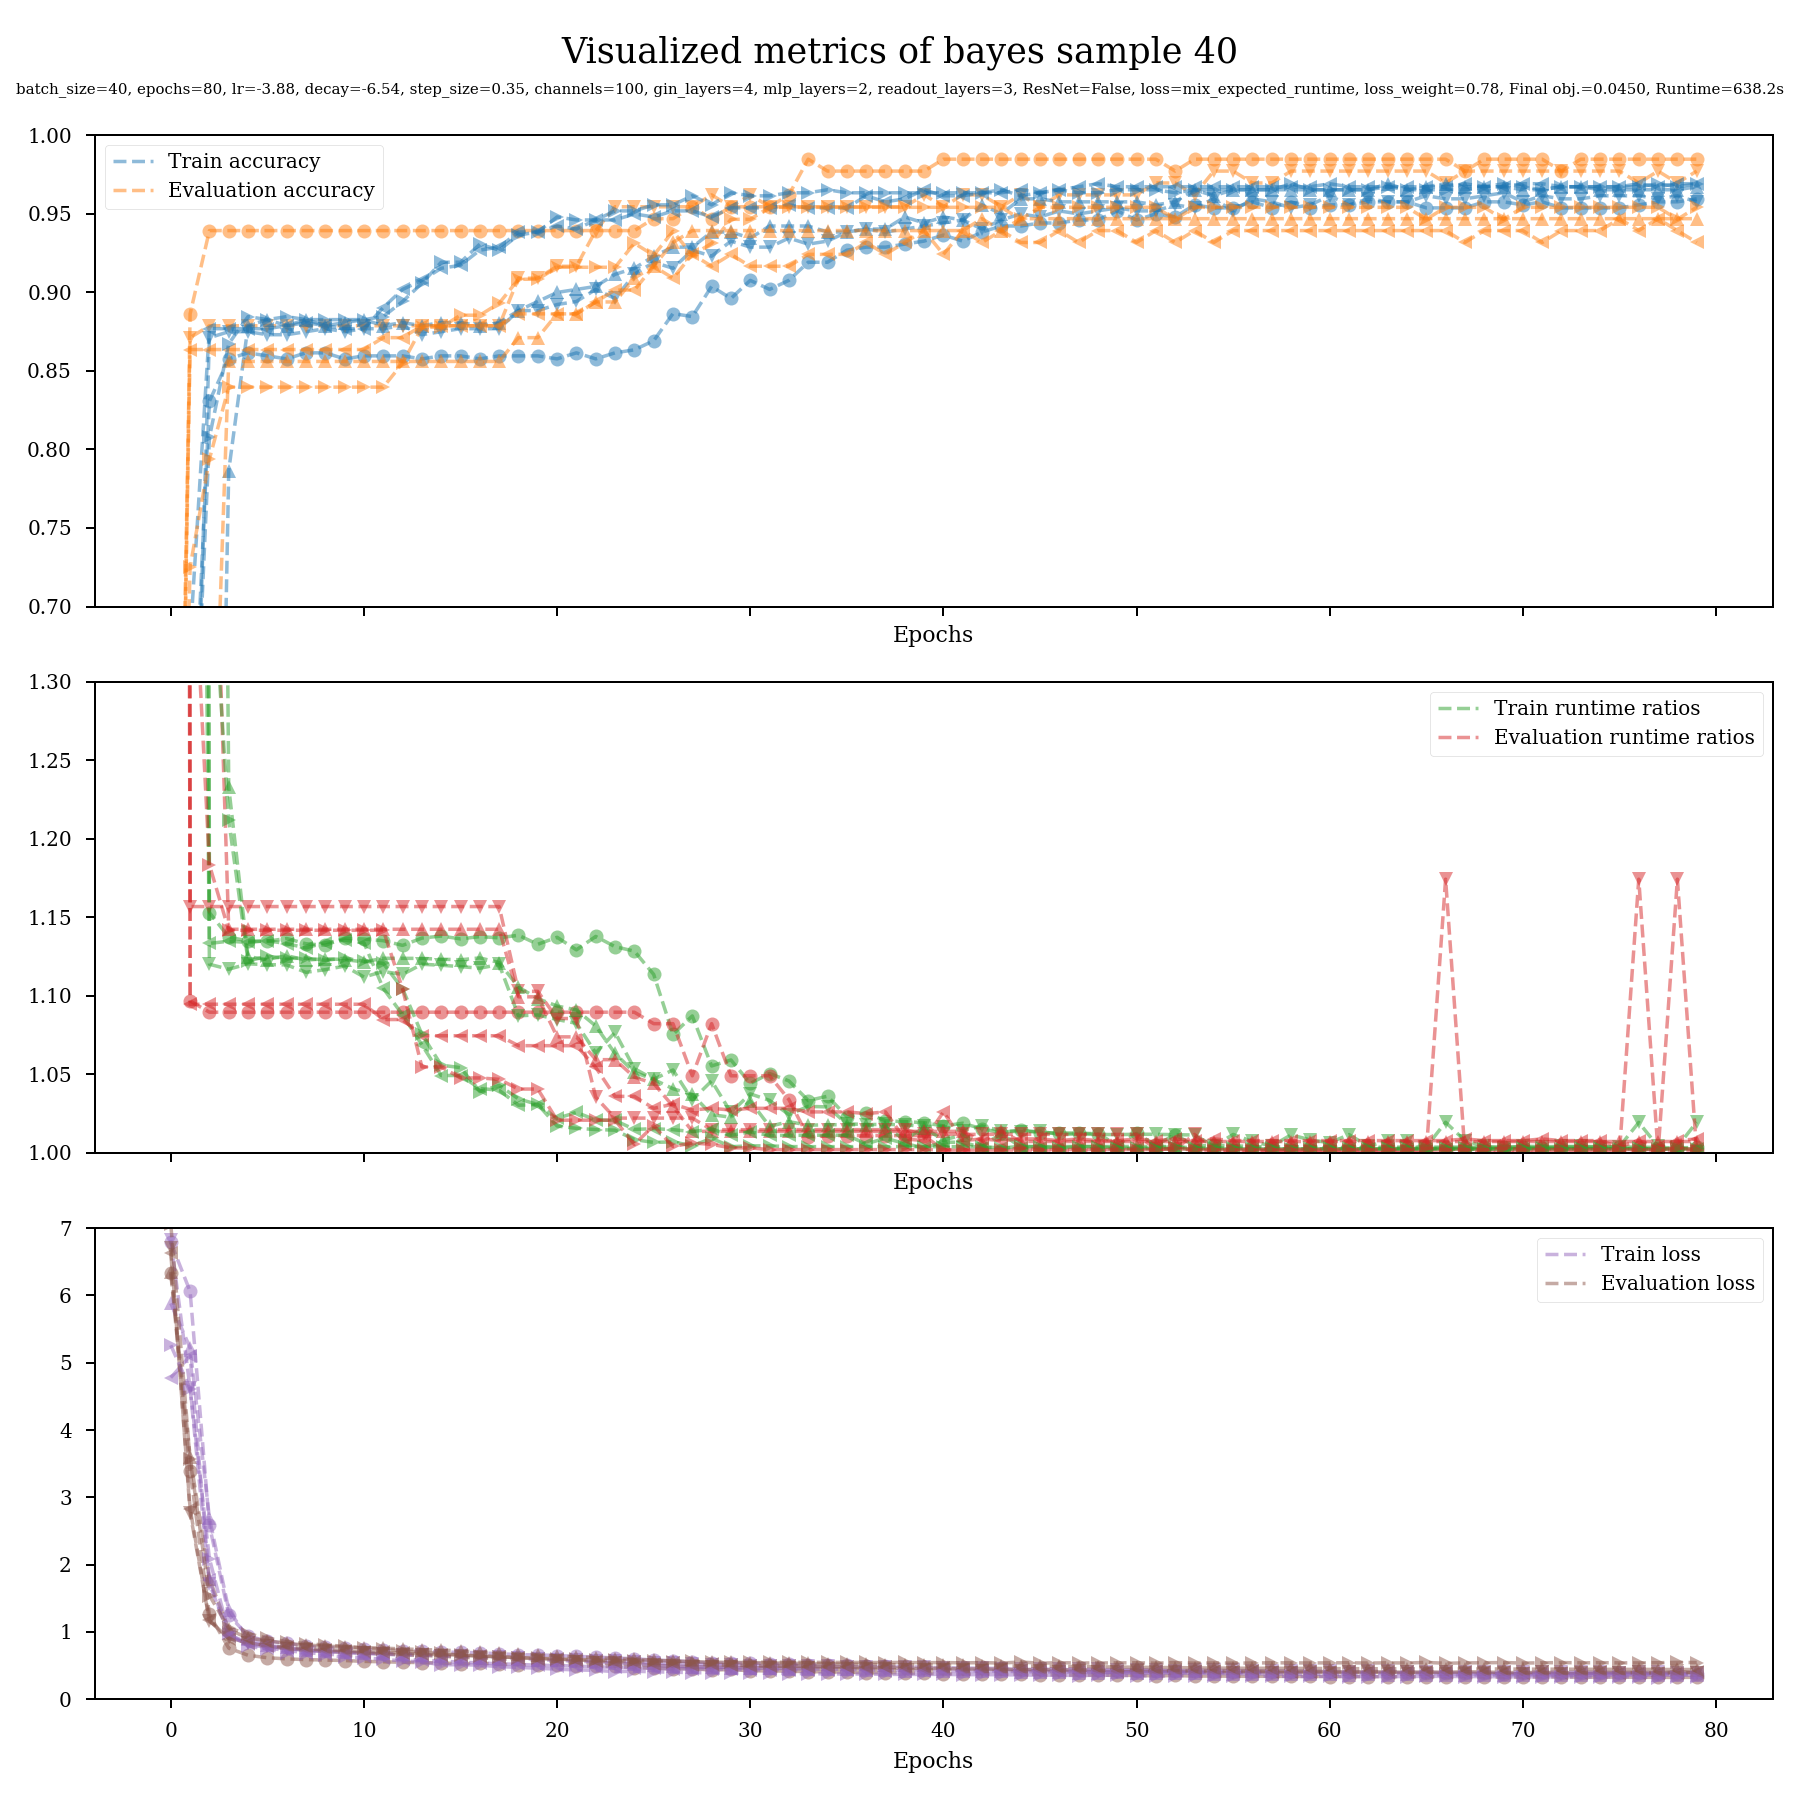 Visualized metrics of bayes sample 40
batch_size=40, epochs=80, lr=-3.88, decay=-6.54, step_size=0.35, channels=100, gin_layers=4, mlp_layers=2, readout_layers=3, ResNet=False, loss=mix_expected_runtime, loss_weight=0.78, Final obj.=0.0450, Runtime=638.2s
1.00
0.95
0.90
0.85
0.80
0.75
0.70
Train accuracy
Evaluation accuracy
Epochs
1.30
1.25
1.20
1.15
1.10
1.05
1.00
Train runtime ratios
Evaluation runtime ratios
Epochs
7
6
5
4
3
2
1
0
Train loss
Evaluation loss
0 10 20 30 40 50 60 70 80
Epochs